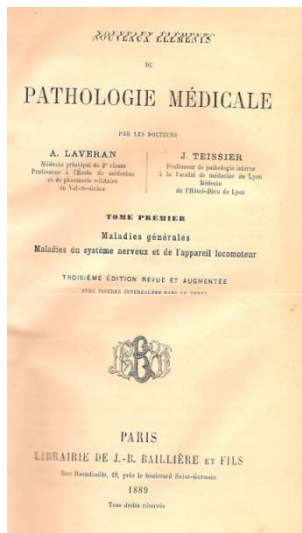 NOUVEAUX ÉLÉMENTS
DE
PATHOLOGIE MÉDICALE
PAR LES DOCTEURS
A. LAVERAN
Médecin principal de 2e classe
Professeur à l'École de médecine
et de pharmacie militaires
du Val-de-Grâce
J. TEISSIER
Professeur de pathologie interne
à la Faculté de médecine de Lyon
Médecin
de l'Hôtel-Dieu de Lyon
TOME PREMIER
Maladies générales
Maladies du système nerveux et de l'appareil locomoteur
TROISIÈME ÉDITION REVUE ET AUGMENTÉE
AVEC FIGURES INTERCALÉES DANS LE TEXTE
PARIS
LIBRAIRIE DE J.-B. BAILLIÈRE ET FILS
Rue Hautefeuille, 19, près le boulevard Saint-Germain
1889
Tous droits réservés